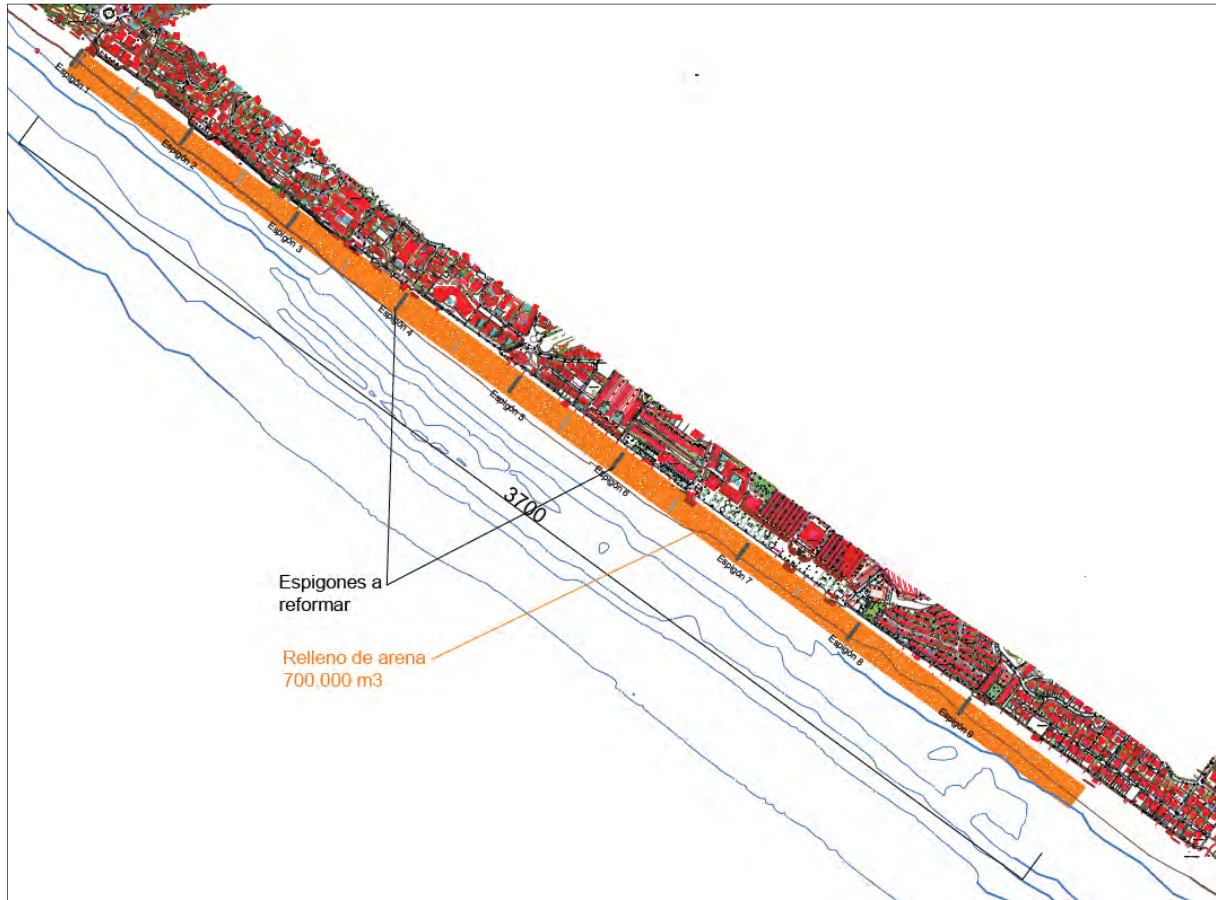 Espigón 1
Espigón 2
Espigón 3
Espigón 4
Espigón 5
Espigón 6
Espigón 7
Espigón 8
Espigón 9
3700
Espigones a
reformar
Relleno de arena
700.000 m3